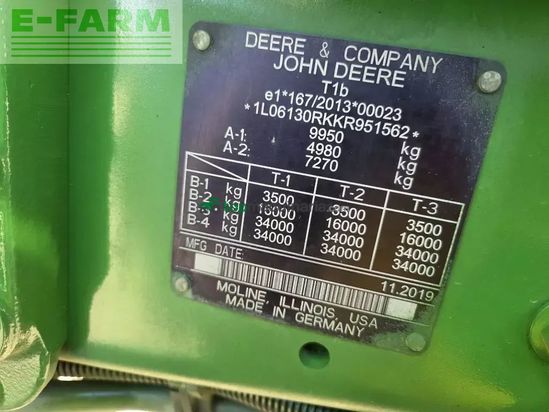 E-FARM
DEERE & COMPANY
JOHN DEERE
T1b
e1*167/2013*00023
*1L06130RKKR951562*
9950 kg
A-1: 4980 kg
A-2: 7270 kg
T-1 T-2 T-3
B-1 kg 3500 3500 3500
B-2 kg 16000 16000 16000
B-3 kg 34000 34000 34000
B-4 kg 34000 34000 34000
MFG DATE:
11.2019
MOLINE, ILLINOIS, USA
MADE IN GERMANY